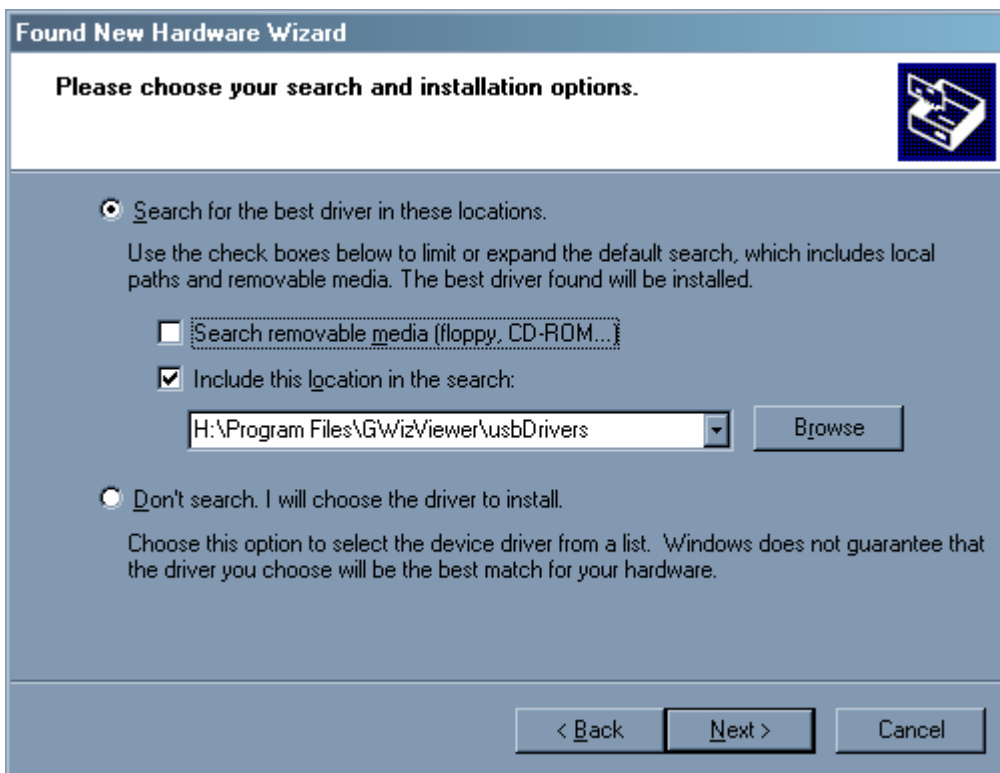 Found New Hardware Wizard
Please choose your search and installation options.
Search for the best driver in these locations.
Use the check boxes below to limit or expand the default search, which includes local
paths and removable media. The best driver found will be installed.
Search removable media (floppy, CD-ROM...)
Include this location in the search:
H:\Program Files\GWizViewer\usbDrivers
Browse
Don't search. I will choose the driver to install.
Choose this option to select the device driver from a list.  Windows does not guarantee that
the driver you choose will be the best match for your hardware.
< Back
Next >
Cancel